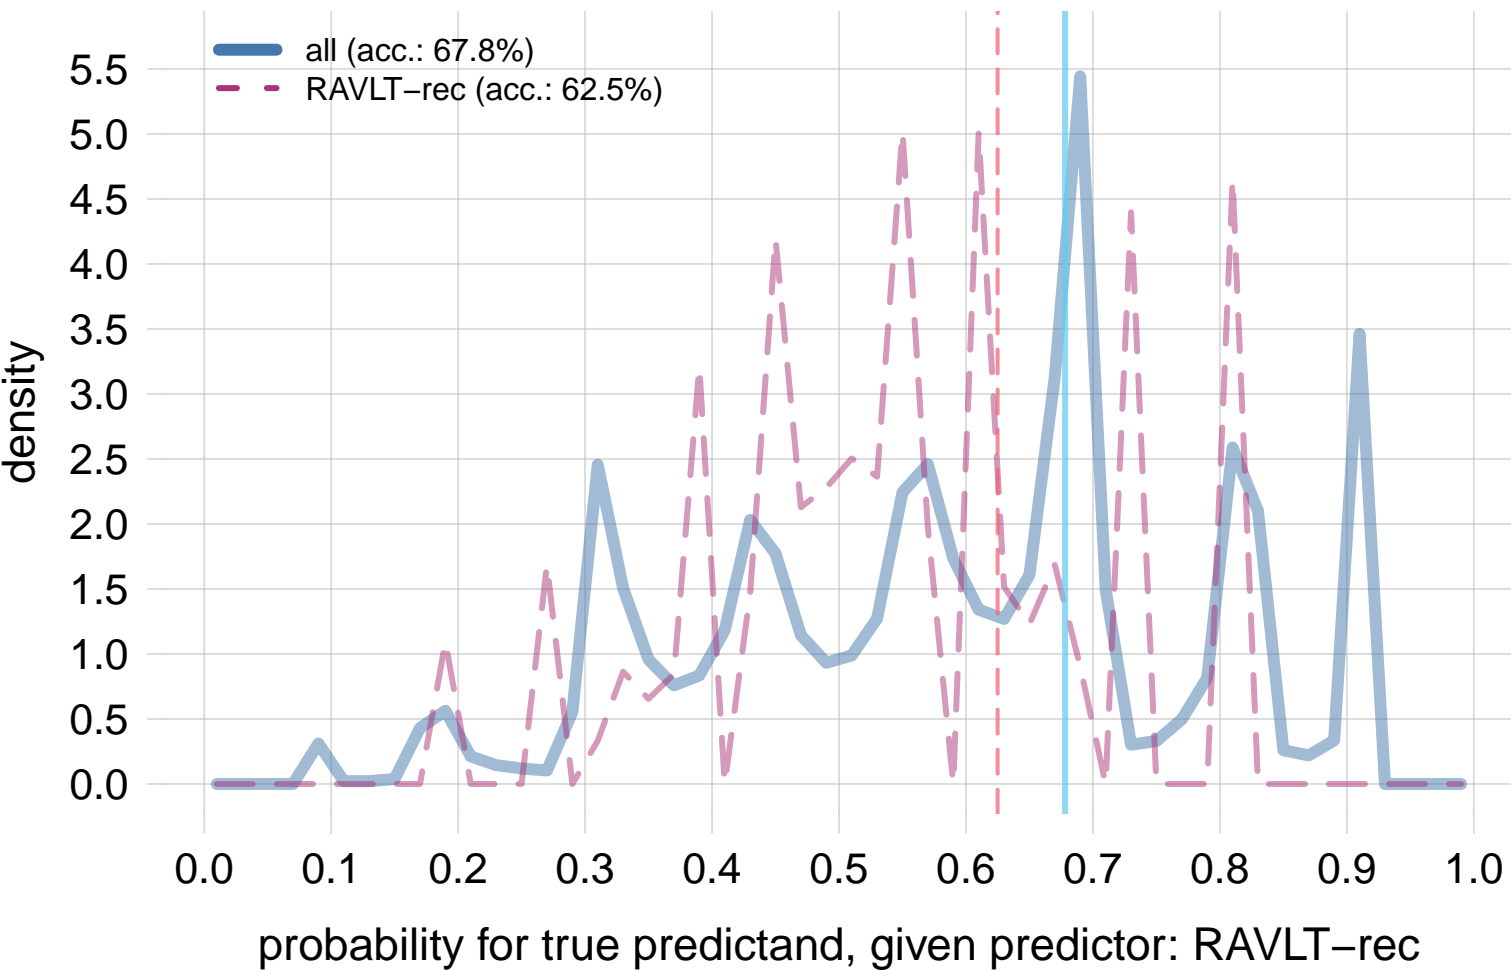 all (acc.: 67.8%)
RAVLT−rec (acc.: 62.5%)
5.5
5.0
4.5
4.0
3.5
3.0
2.5
2.0
1.5
1.0
0.5
0.0
density
0.0 0.1 0.2 0.3 0.4 0.5 0.6 0.7 0.8 0.9 1.0
probability for true predictand, given predictor: RAVLT−rec